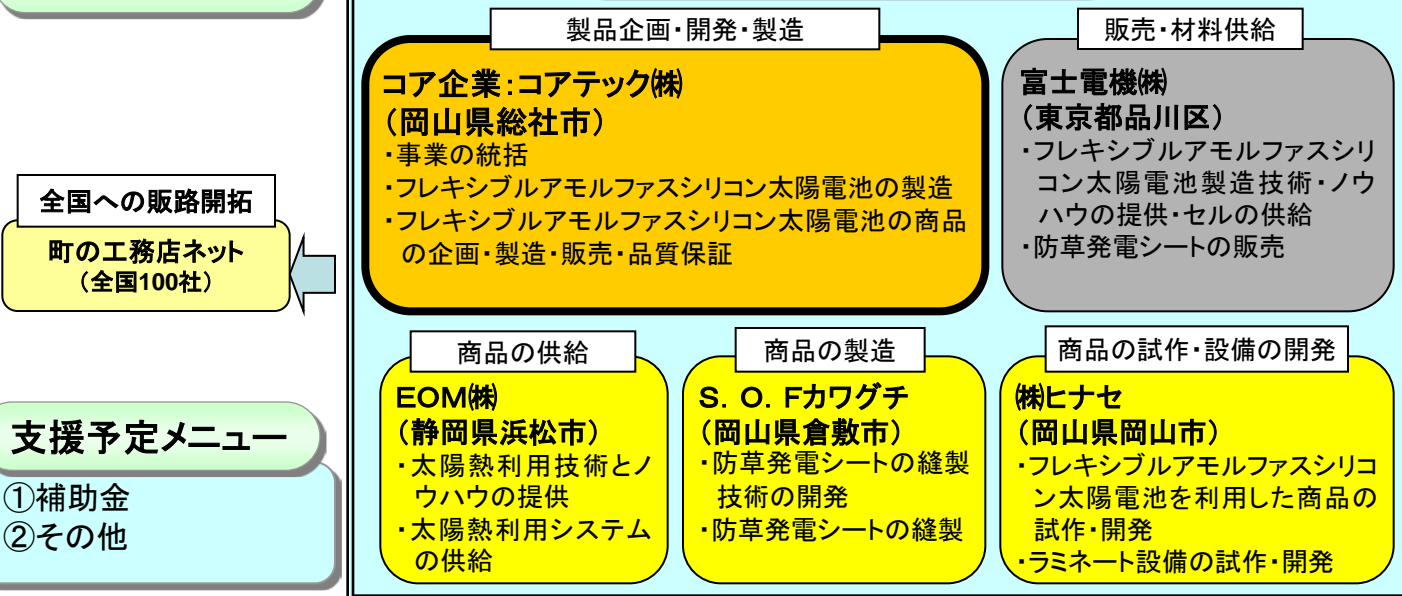 製品企画・開発・製造
コア企業：コアテック㈱
（岡山県総社市）
・事業の統括
・フレキシブルアモルファスシリコン太陽電池の製造
・フレキシブルアモルファスシリコン太陽電池の商品
の企画・製造・販売・品質保証
販売・材料供給
富士電機㈱
（東京都品川区）
・フレキシブルアモルファスシリ
コン太陽電池製造技術・ノウ
ハウの提供・セルの供給
・防草発電シートの販売
全国への販路開拓
町の工務店ネット
（全国100社）
商品の供給
EOM㈱
（静岡県浜松市）
・太陽熱利用技術とノ
ウハウの提供
・太陽熱利用システム
の供給
商品の製造
S．O．Fカワグチ
（岡山県倉敷市）
・防草発電シートの縫製
技術の開発
・防草発電シートの縫製
商品の試作・設備の開発
㈱ヒナセ
（岡山県岡山市）
・フレキシブルアモルファスシリコ
ン太陽電池を利用した商品の
試作・開発
・ラミネート設備の試作・開発
支援予定メニュー
①補助金
②その他